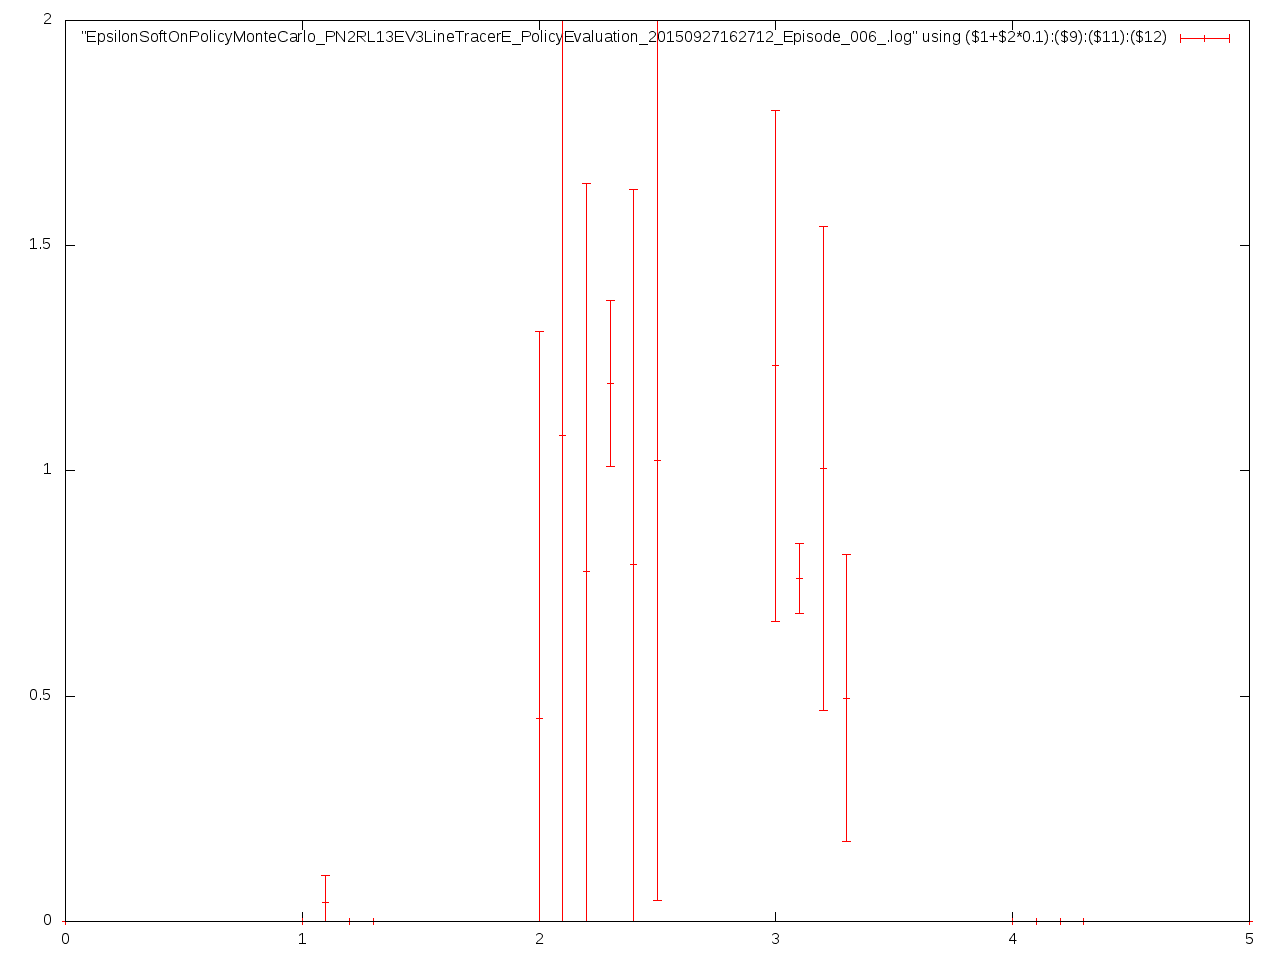 2
"EpsilonSoftOnPolicyMonteCarlo_PN2RL13EV3LineTracerE_PolicyEvaluation_20150927162712_Episode_006_.log" using ($1+$2*0.1):($9):($11):($12)
1.5
1
0.5
0
0 1 2 3 4 5